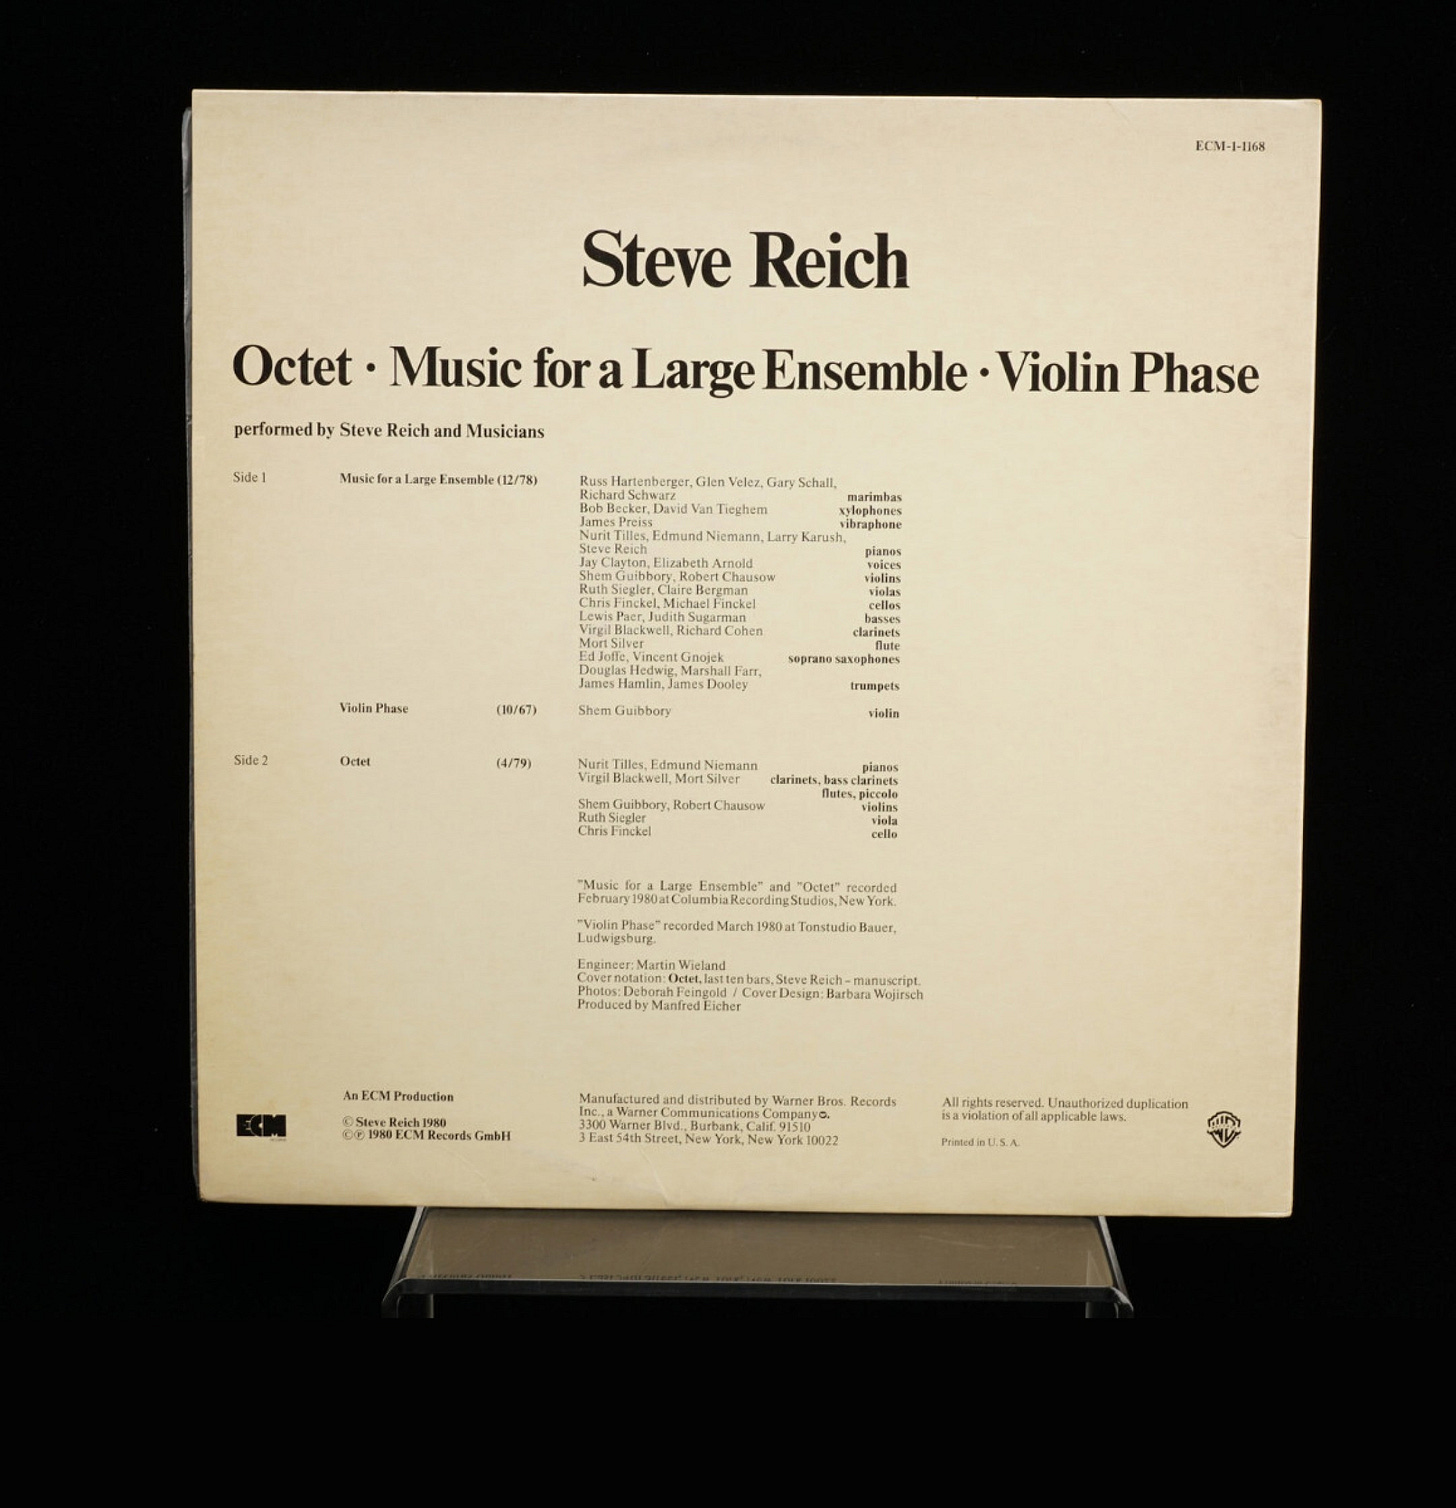 ECM-1-1168
Steve Reich
Octet · Music for a Large Ensemble · Violin Phase
performed by Steve Reich and Musicians
Side 1 Music for a Large Ensemble (12/78) Russ Hartenberger, Glen Velez, Gary Schall,
Richard Schwarz marimbas
Bob Becker, David Van Tieghem xylophones
James Preiss vibraphone
Nurit Tilles, Edmund Niemann, Larry Karush,
Steve Reich pianos
Jay Clayton, Elizabeth Arnold voices
Shem Guibbory, Robert Chausow violins
Ruth Siegler, Claire Bergman violas
Chris Finckel, Michael Finckel cellos
Lewis Paer, Judith Sugarman basses
Virgil Blackwell, Richard Cohen clarinets
Mort Silver flute
Ed Joffe, Vincent Gnojek soprano saxophones
Douglas Hedwig, Marshall Farr,
James Hamlin, James Dooley trumpets
Violin Phase (10/67) Shem Guibbory violin
Side 2 Octet (4/79) Nurit Tilles, Edmund Niemann pianos
Virgil Blackwell, Mort Silver clarinets, bass clarinets
flutes, piccolo
Shem Guibbory, Robert Chausow violins
Ruth Siegler viola
Chris Finckel cello
"Music for a Large Ensemble" and "Octet" recorded
February 1980 at Columbia Recording Studios, New York.
"Violin Phase" recorded March 1980 at Tonstudio Bauer,
Ludwigsburg.
Engineer: Martin Wieland
Cover notation: Octet, last ten bars, Steve Reich – manuscript.
Photos: Deborah Feingold / Cover Design: Barbara Wojirsch
Produced by Manfred Eicher
ECM
An ECM Production
© Steve Reich 1980
©℗ 1980 ECM Records GmbH
Manufactured and distributed by Warner Bros. Records
Inc., a Warner Communications Company.
3300 Warner Blvd., Burbank, Calif. 91510
3 East 54th Street, New York, New York 10022
All rights reserved. Unauthorized duplication
is a violation of all applicable laws.
Printed in U. S. A.